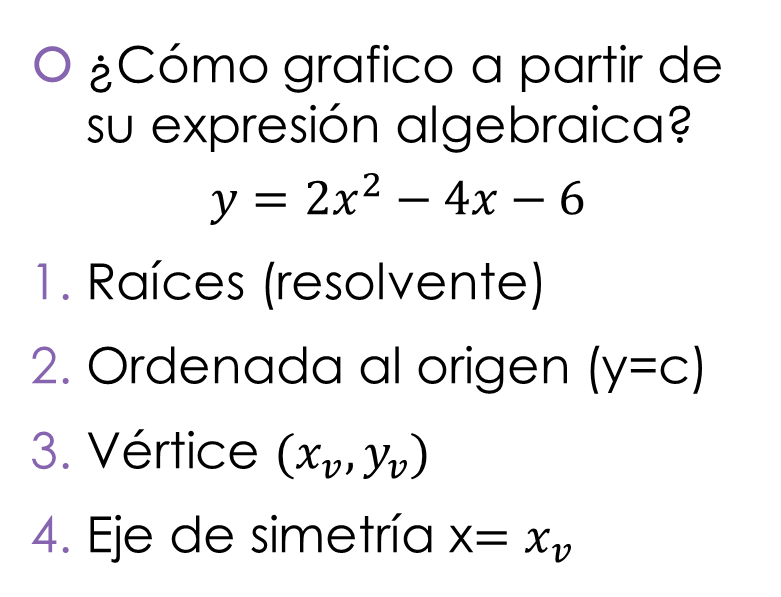 ¿Cómo grafico a partir de
su expresión algebraica?
y = 2x² − 4x − 6
1. Raíces (resolvente)
2. Ordenada al origen (y=c)
3. Vértice (xᵥ, yᵥ)
4. Eje de simetría x= xᵥ